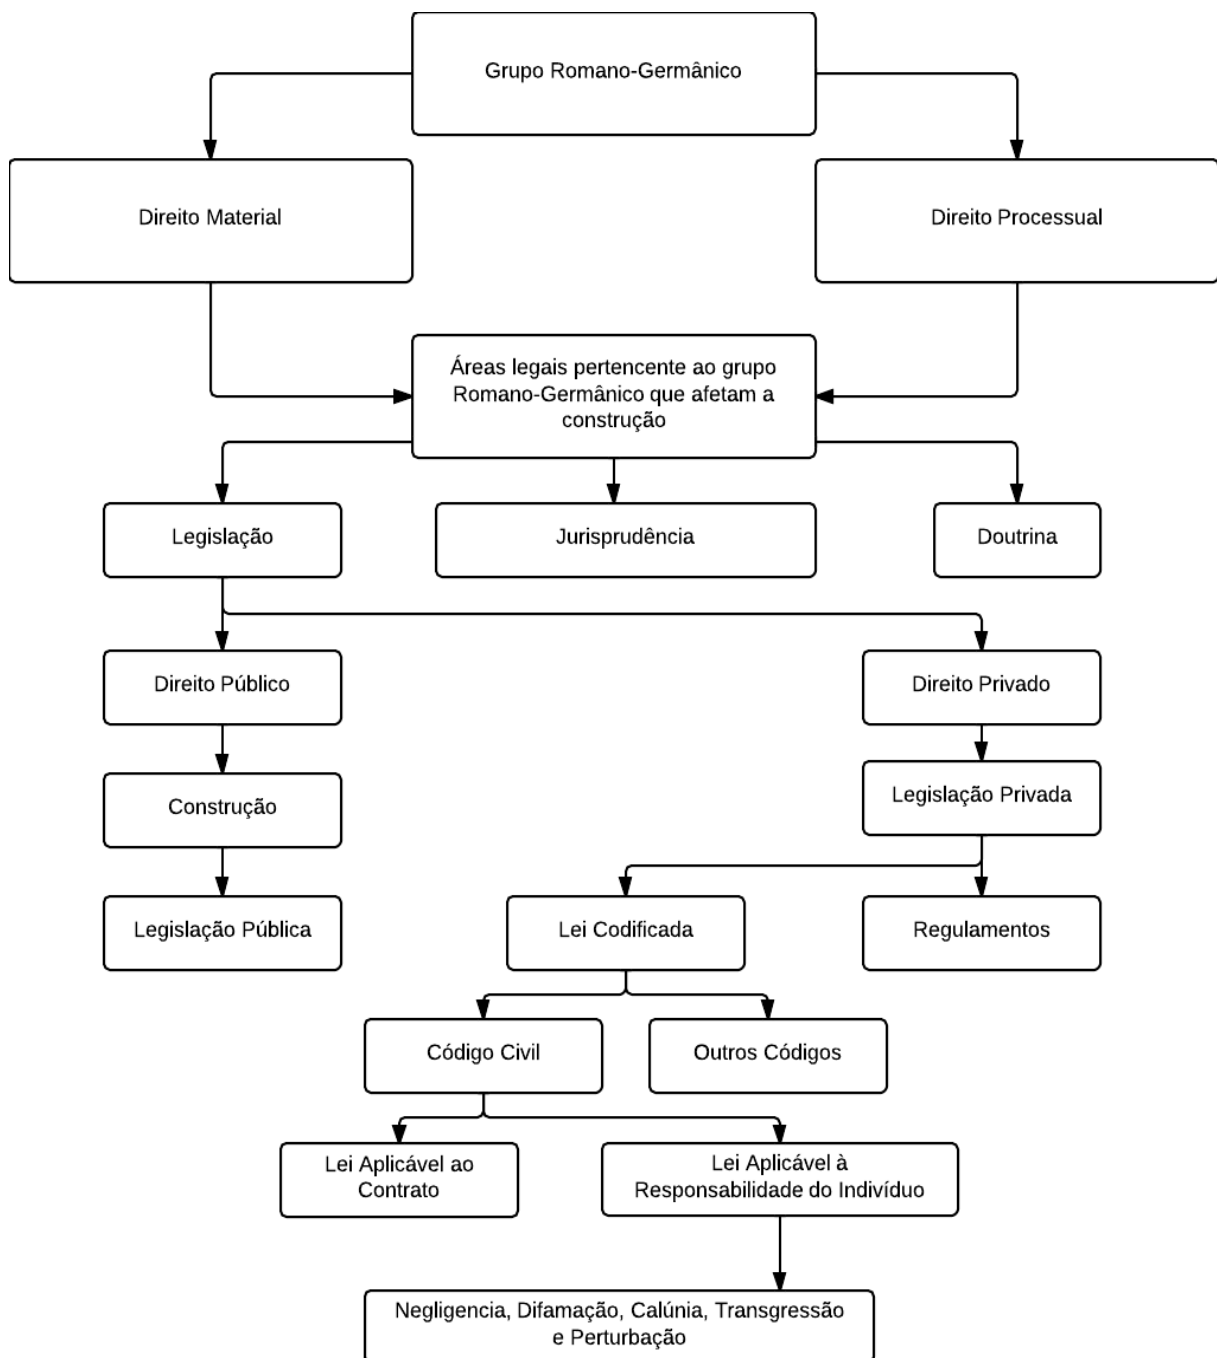 Grupo Romano-Germânico
Direito Material
Direito Processual
Áreas legais pertencente ao grupo
Romano-Germânico que afetam a
construção
Legislação
Jurisprudência
Doutrina
Direito Público
Direito Privado
Construção
Legislação Privada
Legislação Pública
Lei Codificada
Regulamentos
Código Civil
Outros Códigos
Lei Aplicável ao
Contrato
Lei Aplicável à
Responsabilidade do Indivíduo
Negligencia, Difamação, Calúnia, Transgressão
e Perturbação